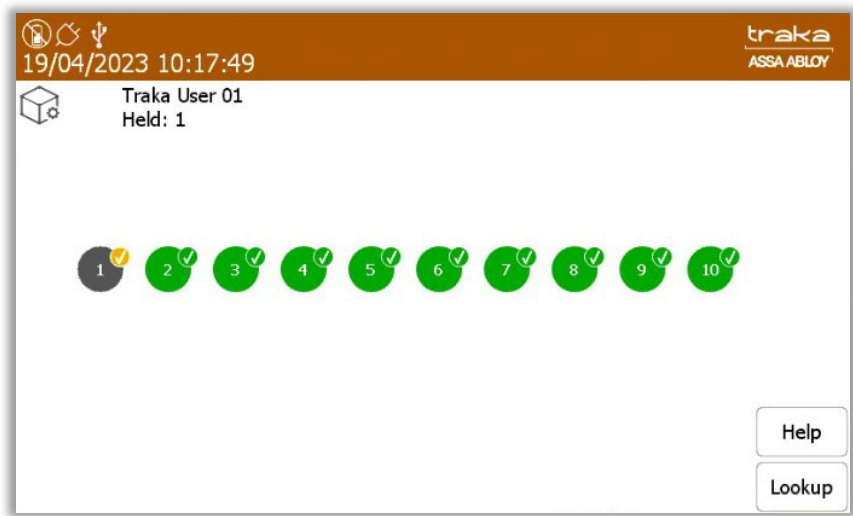 traka
19/04/2023 10:17:49
ASSA ABLOY
Traka User 01
Held: 1
1 2 3 4 5 6 7 8 9 10
Help
Lookup